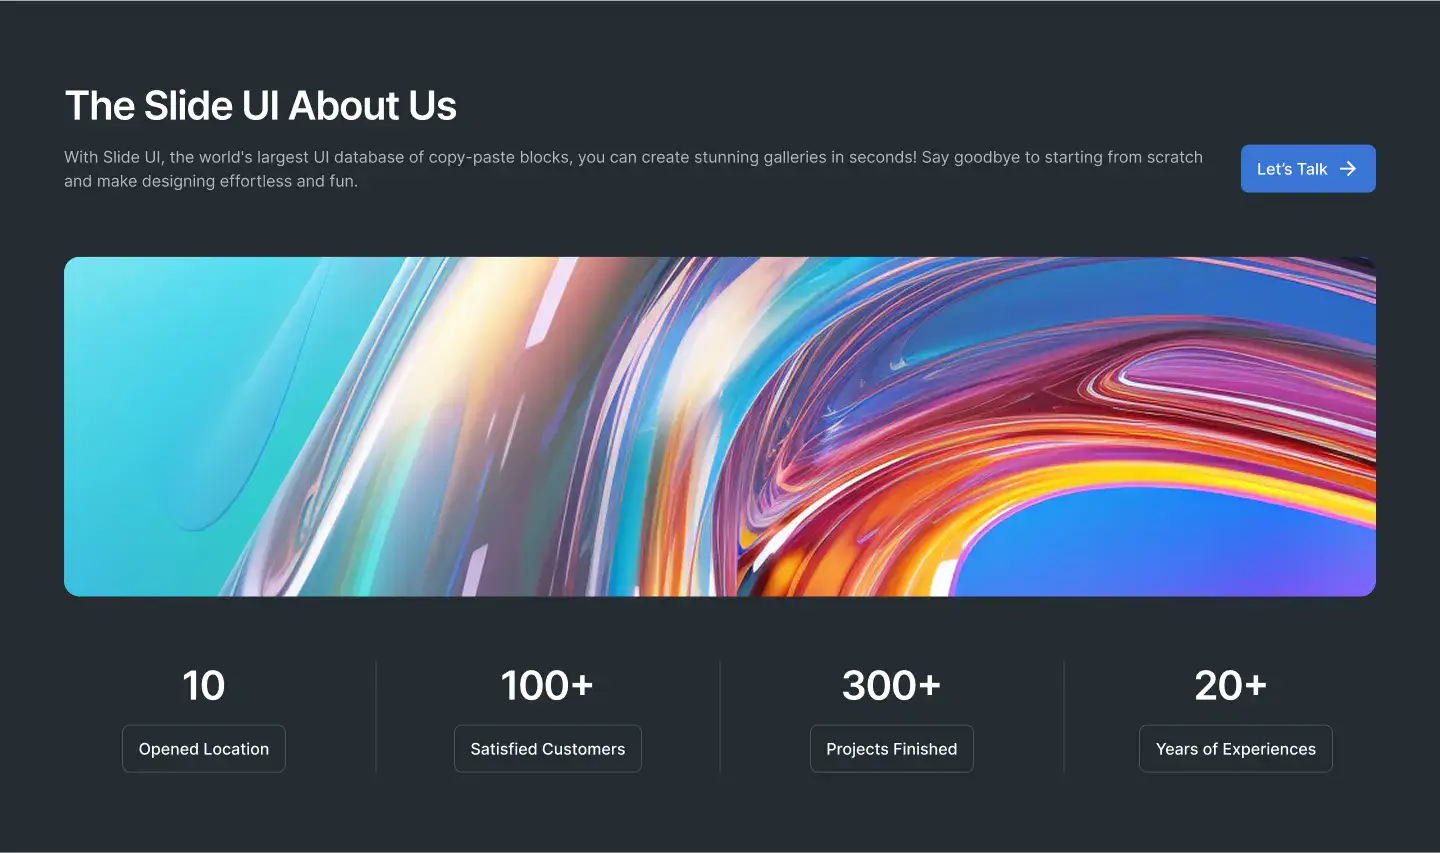 The Slide UI About Us
With Slide UI, the world's largest UI database of copy-paste blocks, you can create stunning galleries in seconds! Say goodbye to starting from scratch
and make designing effortless and fun.
Let’s Talk
10
100+
300+
20+
Opened Location
Satisfied Customers
Projects Finished
Years of Experiences